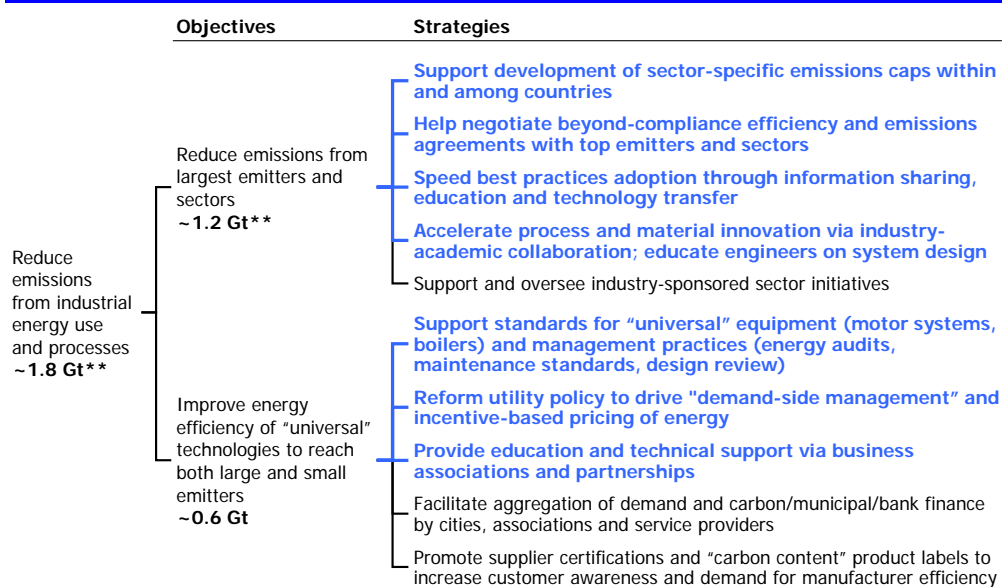 Objectives
Strategies
Reduce
emissions
from industrial
energy use
and processes
~1.8 Gt**
Reduce emissions from
largest emitters and
sectors
~1.2 Gt**
Support development of sector-specific emissions caps within
and among countries
Help negotiate beyond-compliance efficiency and emissions
agreements with top emitters and sectors
Speed best practices adoption through information sharing,
education and technology transfer
Accelerate process and material innovation via industry-
academic collaboration; educate engineers on system design
Support and oversee industry-sponsored sector initiatives
Improve energy
efficiency of “universal”
technologies to reach
both large and small
emitters
~0.6 Gt
Support standards for “universal” equipment (motor systems,
boilers) and management practices (energy audits,
maintenance standards, design review)
Reform utility policy to drive "demand-side management” and
incentive-based pricing of energy
Provide education and technical support via business
associations and partnerships
Facilitate aggregation of demand and carbon/municipal/bank finance
by cities, associations and service providers
Promote supplier certifications and “carbon content” product labels to
increase customer awareness and demand for manufacturer efficiency